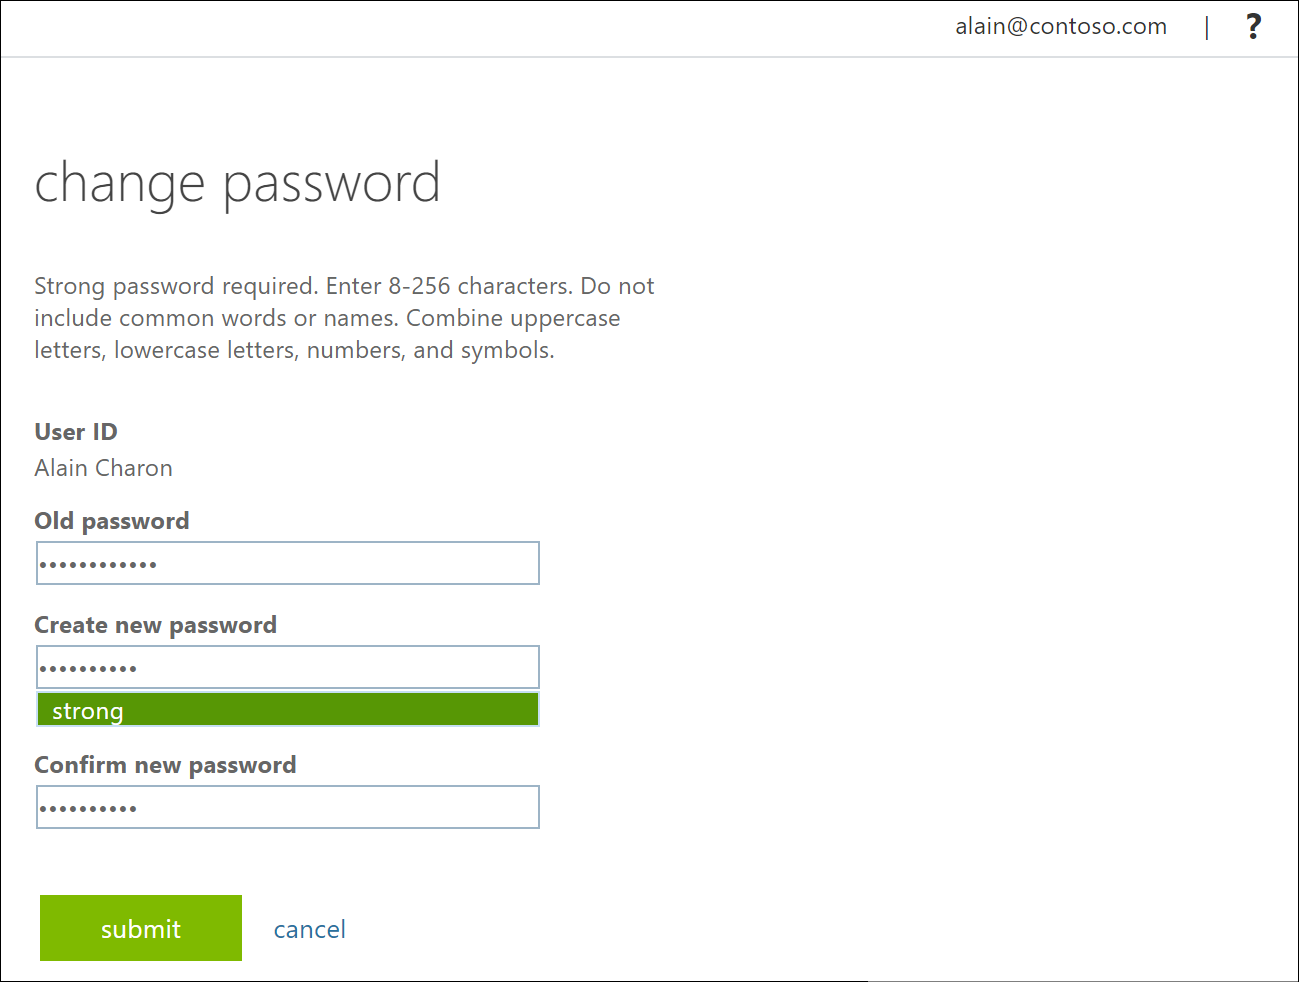 alain@contoso.com | ?
change password
Strong password required. Enter 8-256 characters. Do not
include common words or names. Combine uppercase
letters, lowercase letters, numbers, and symbols.
User ID
Alain Charon
Old password
••••••••••••
Create new password
••••••••••
strong
Confirm new password
••••••••••
submit cancel